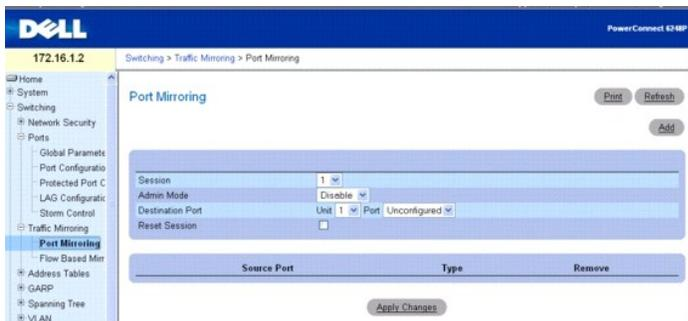 DELL
PowerConnect 6248P
172.16.1.2
Switching > Traffic Mirroring > Port Mirroring
Home
System
Switching
Network Security
Ports
Global Paramete
Port Configuratio
Protected Port C
LAG Configuratic
Storm Control
Traffic Mirroring
Port Mirroring
Flow Based Mirr
Address Tables
GARP
Spanning Tree
VLAN
Port Mirroring
Print Refresh
Add
Session 1
Admin Mode Disable
Destination Port Unit 1 Port Unconfigured
Reset Session
Source Port Type Remove
Apply Changes